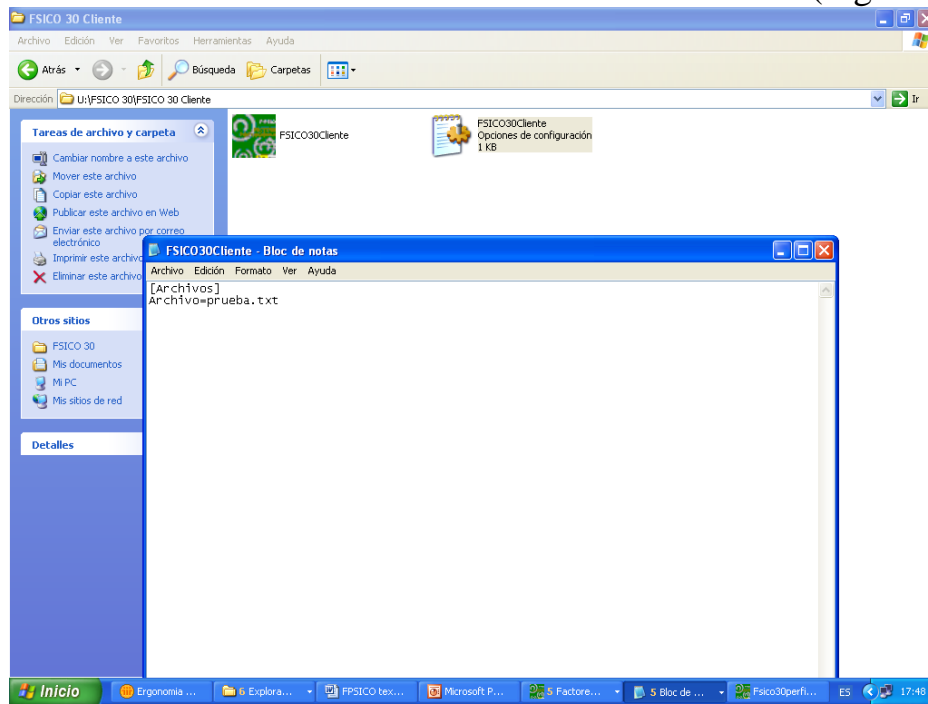 FSICO 30 Cliente
Archivo Edición Ver Favoritos Herramientas Ayuda
Atrás Búsqueda Carpetas
Dirección U:\FSICO 30\FSICO 30 Cliente Ir
Tareas de archivo y carpeta
Cambiar nombre a este archivo
Mover este archivo
Copiar este archivo
Publicar este archivo en Web
Enviar este archivo por correo
electrónico
Imprimir este archivo
Eliminar este archivo
Otros sitios
FSICO 30
Mis documentos
Mi PC
Mis sitios de red
Detalles
FSICO30Cliente
FSICO30Cliente
Opciones de configuración
1 KB
FSICO30Cliente - Bloc de notas
Archivo Edición Formato Ver Ayuda
[Archivos]
Archivo=prueba.txt
Inicio Ergonomia ... 6 Explora... FPSICO tex... Microsoft P... 5 Factore... 5 Bloc de ... Fsico30perfi... ES 17:48